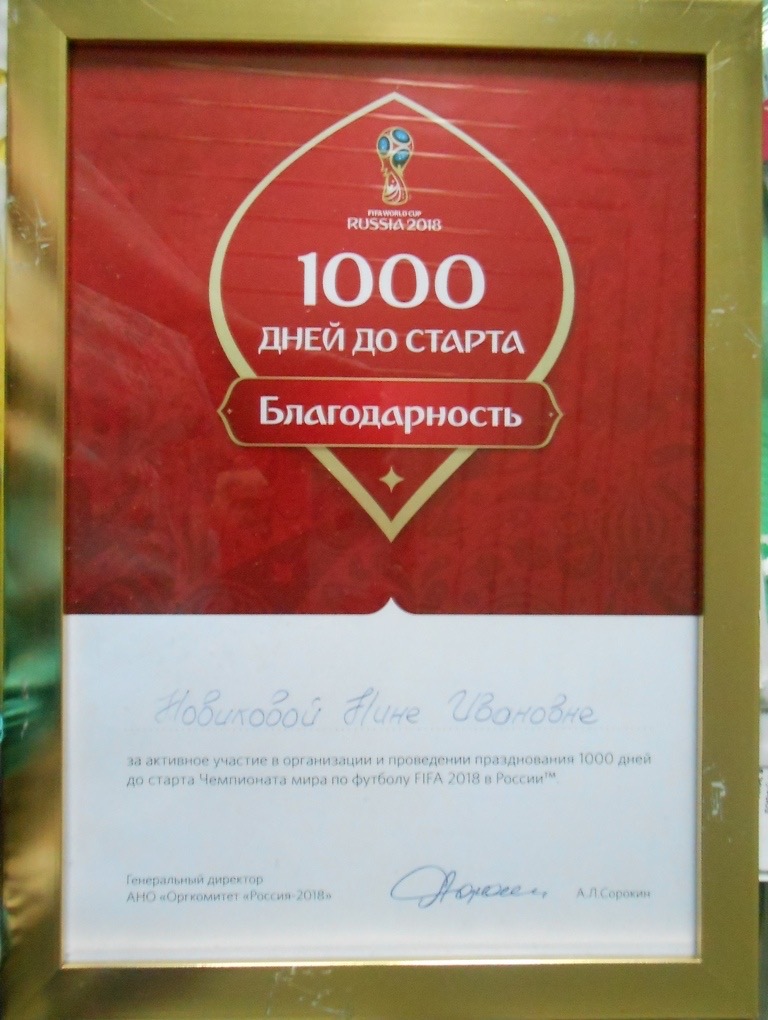 FIFA WORLD CUP
RUSSIA 2018
1000
ДНЕЙ ДО СТАРТА
Благодарность
Новиковой Нине Ивановне
за активное участие в организации и проведении празднования 1000 дней
до старта Чемпионата мира по футболу FIFA 2018 в России™
Генеральный директор
АНО «Оргкомитет «Россия-2018»
А.Л.Сорокин